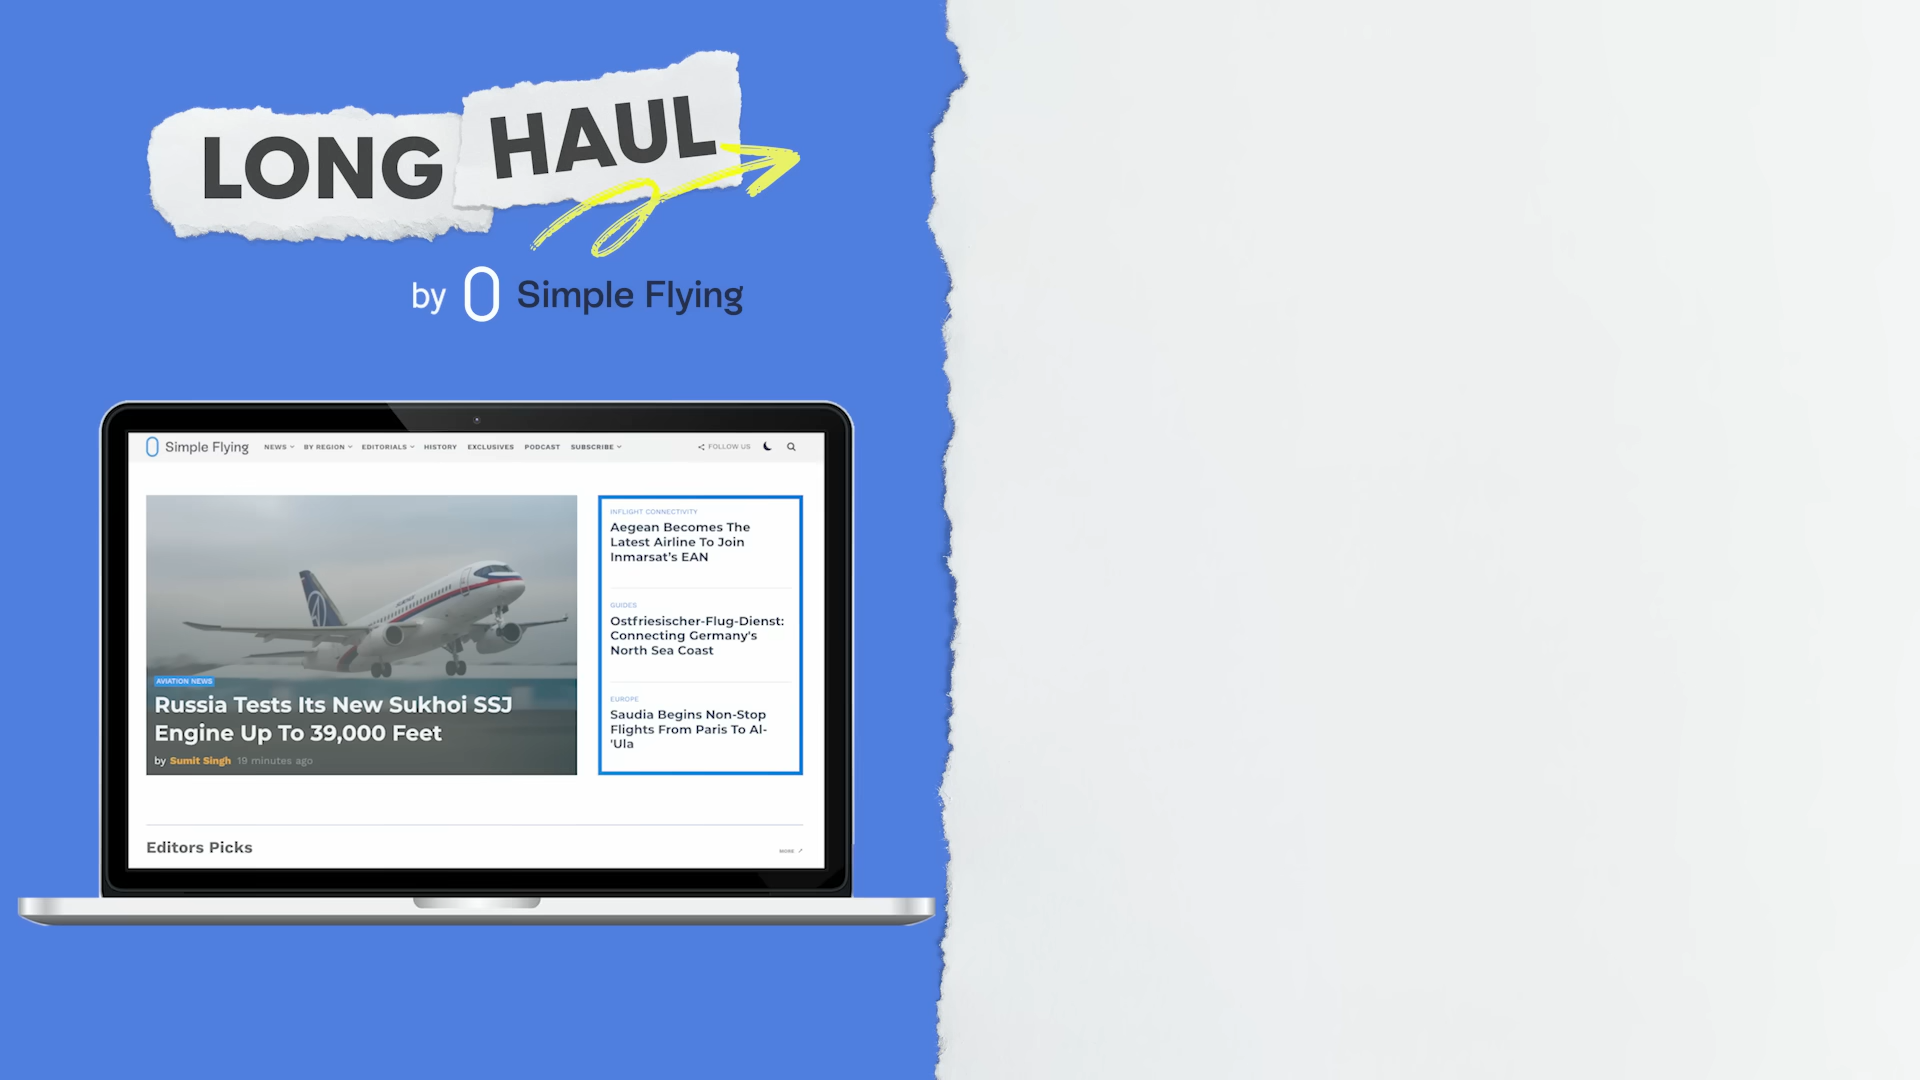 LONG HAUL
by Simple Flying
Simple Flying
NEWS BY REGION EDITORIALS HISTORY EXCLUSIVES PODCAST SUBSCRIBE FOLLOW US
AVIATION NEWS
Russia Tests Its New Sukhoi SSJ
Engine Up To 39,000 Feet
by Sumit Singh 19 minutes ago
INFLIGHT CONNECTIVITY
Aegean Becomes The
Latest Airline To Join
Inmarsat's EAN
GUIDES
Ostfriesischer-Flug-Dienst:
Connecting Germany's
North Sea Coast
EUROPE
Saudia Begins Non-Stop
Flights From Paris To Al-
'Ula
Editors Picks
MORE